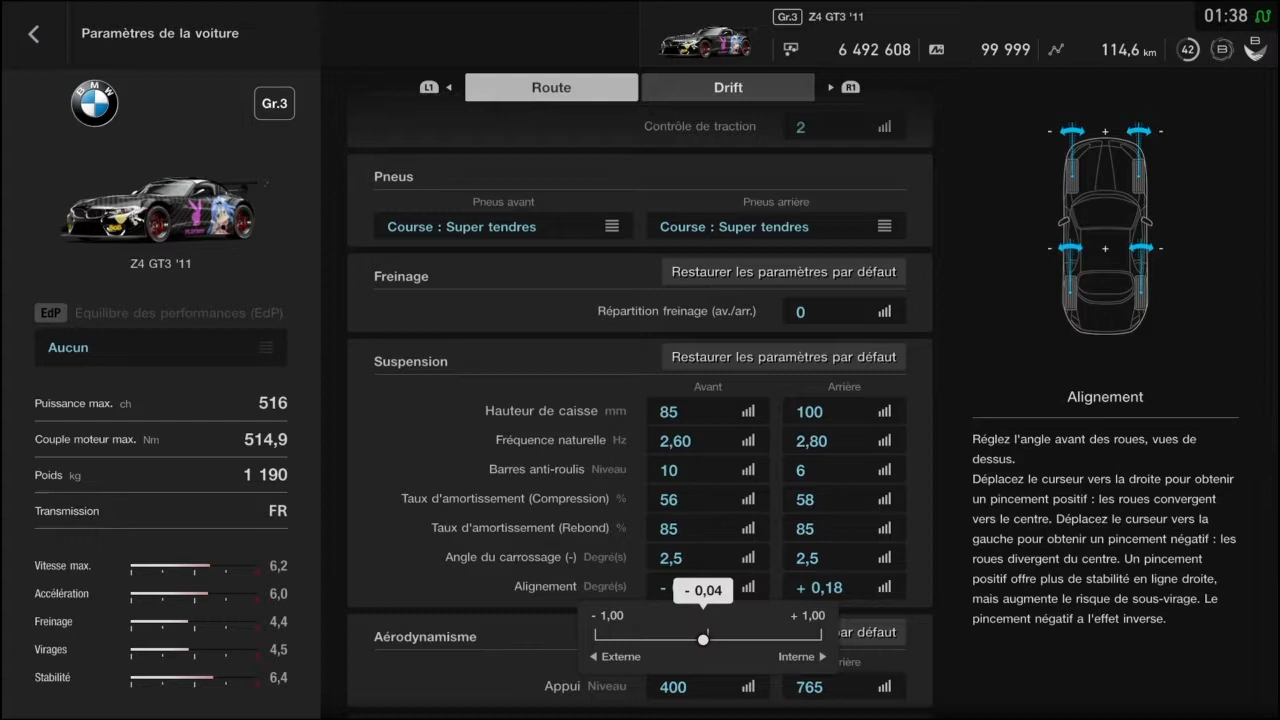 Paramètres de la voiture
Gr.3 Z4 GT3 '11
01:38
6 492 608 99 999 114,6 km 42 B B
BMW
Gr.3
L1 Route Drift R1
Contrôle de traction 2
Pneus
Pneus avant Pneus arrière
Course : Super tendres Course : Super tendres
Z4 GT3 '11
Freinage Restaurer les paramètres par défaut
Répartition freinage (av./arr.) 0
EdP Équilibre des performances (EdP)
Aucun
Suspension Restaurer les paramètres par défaut
Avant Arrière
Hauteur de caisse mm 85 100
Fréquence naturelle Hz 2,60 2,80
Barres anti-roulis Niveau 10 6
Taux d'amortissement (Compression) % 56 58
Taux d'amortissement (Rebond) % 85 85
Angle du carrossage (-) Degré(s) 2,5 2,5
Alignement Degré(s) - + 0,18
- 0,04
- 1,00 + 1,00
Externe Interne
Aérodynamisme par défaut
rière
Appui Niveau 400 765
Puissance max. ch 516
Couple moteur max. Nm 514,9
Poids kg 1 190
Transmission FR
Vitesse max. 6,2
Accélération 6,0
Freinage 4,4
Virages 4,5
Stabilité 6,4
- + -
- + -
Alignement
Réglez l'angle avant des roues, vues de
dessus.
Déplacez le curseur vers la droite pour obtenir
un pincement positif : les roues convergent
vers le centre. Déplacez le curseur vers la
gauche pour obtenir un pincement négatif : les
roues divergent du centre. Un pincement
positif offre plus de stabilité en ligne droite,
mais augmente le risque de sous-virage. Le
pincement négatif a l'effet inverse.